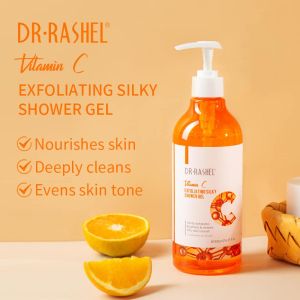 DR·RASHEL®
Vitamin C
EXFOLIATING SILKY
SHOWER GEL
Nourishes skin
Deeply cleans
Evens skin tone
DR·RASHEL®
Vitamin C
EXFOLIATING SILKY
SHOWER GEL
C